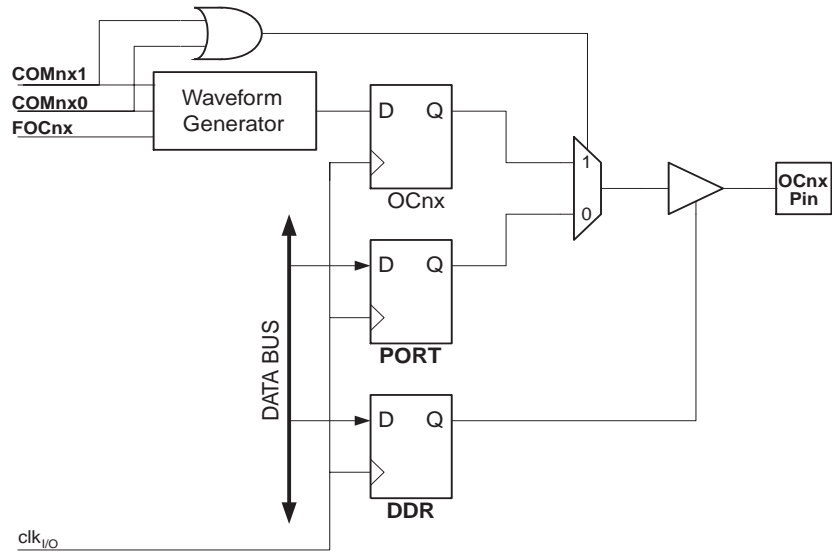 COMnx1
COMnx0
FOCnx
Waveform
Generator
D Q
OCnx
1
0
OCnx
Pin
D Q
PORT
DATA BUS
D Q
DDR
clkI/O